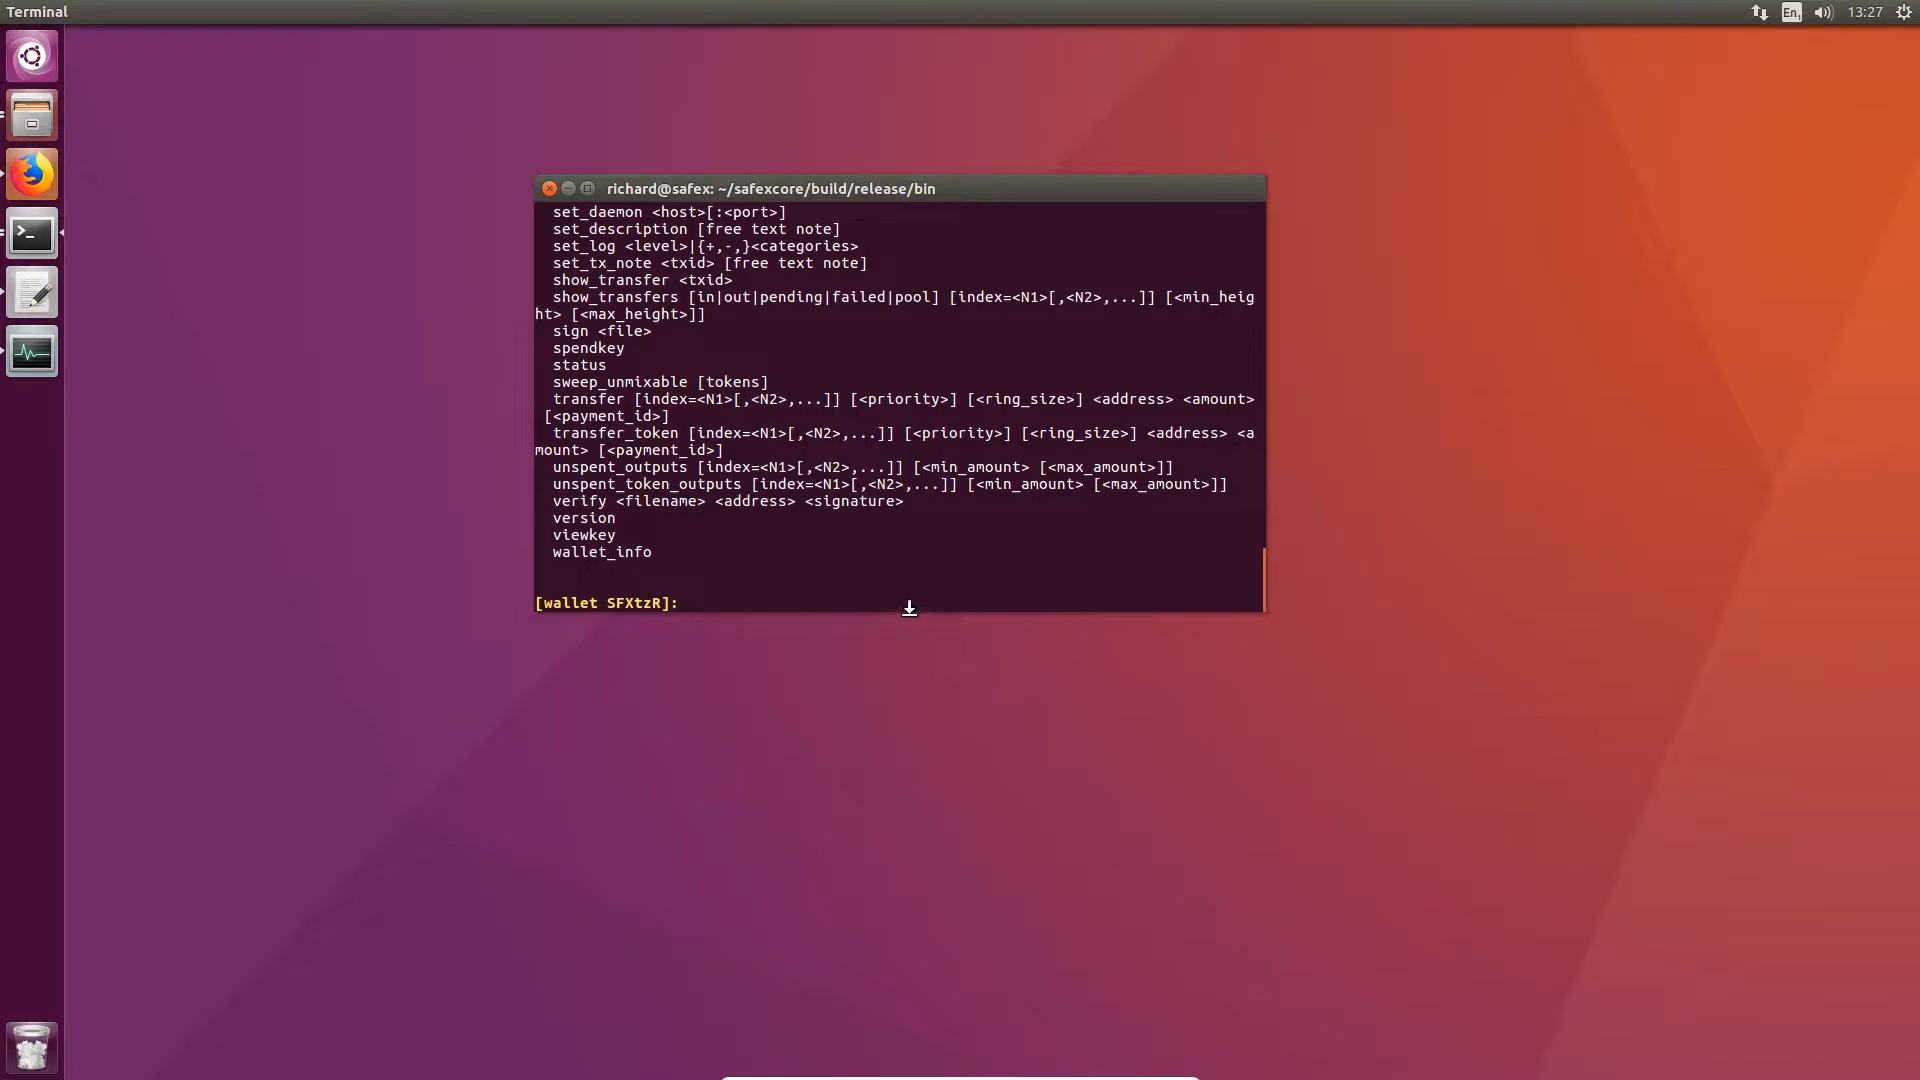 Terminal
En₁ 13:27
richard@safex: ~/safexcore/build/release/bin
set_daemon <host>[:<port>]
set_description [free text note]
set_log <level>|{+,-,}<categories>
set_tx_note <txid> [free text note]
show_transfer <txid>
show_transfers [in|out|pending|failed|pool] [index=<N1>[,<N2>,...]] [<min_heig
ht> [<max_height>]]
sign <file>
spendkey
status
sweep_unmixable [tokens]
transfer [index=<N1>[,<N2>,...]] [<priority>] [<ring_size>] <address> <amount>
[<payment_id>]
transfer_token [index=<N1>[,<N2>,...]] [<priority>] [<ring_size>] <address> <a
mount> [<payment_id>]
unspent_outputs [index=<N1>[,<N2>,...]] [<min_amount> [<max_amount>]]
unspent_token_outputs [index=<N1>[,<N2>,...]] [<min_amount> [<max_amount>]]
verify <filename> <address> <signature>
version
viewkey
wallet_info
[wallet SFXtzR]: